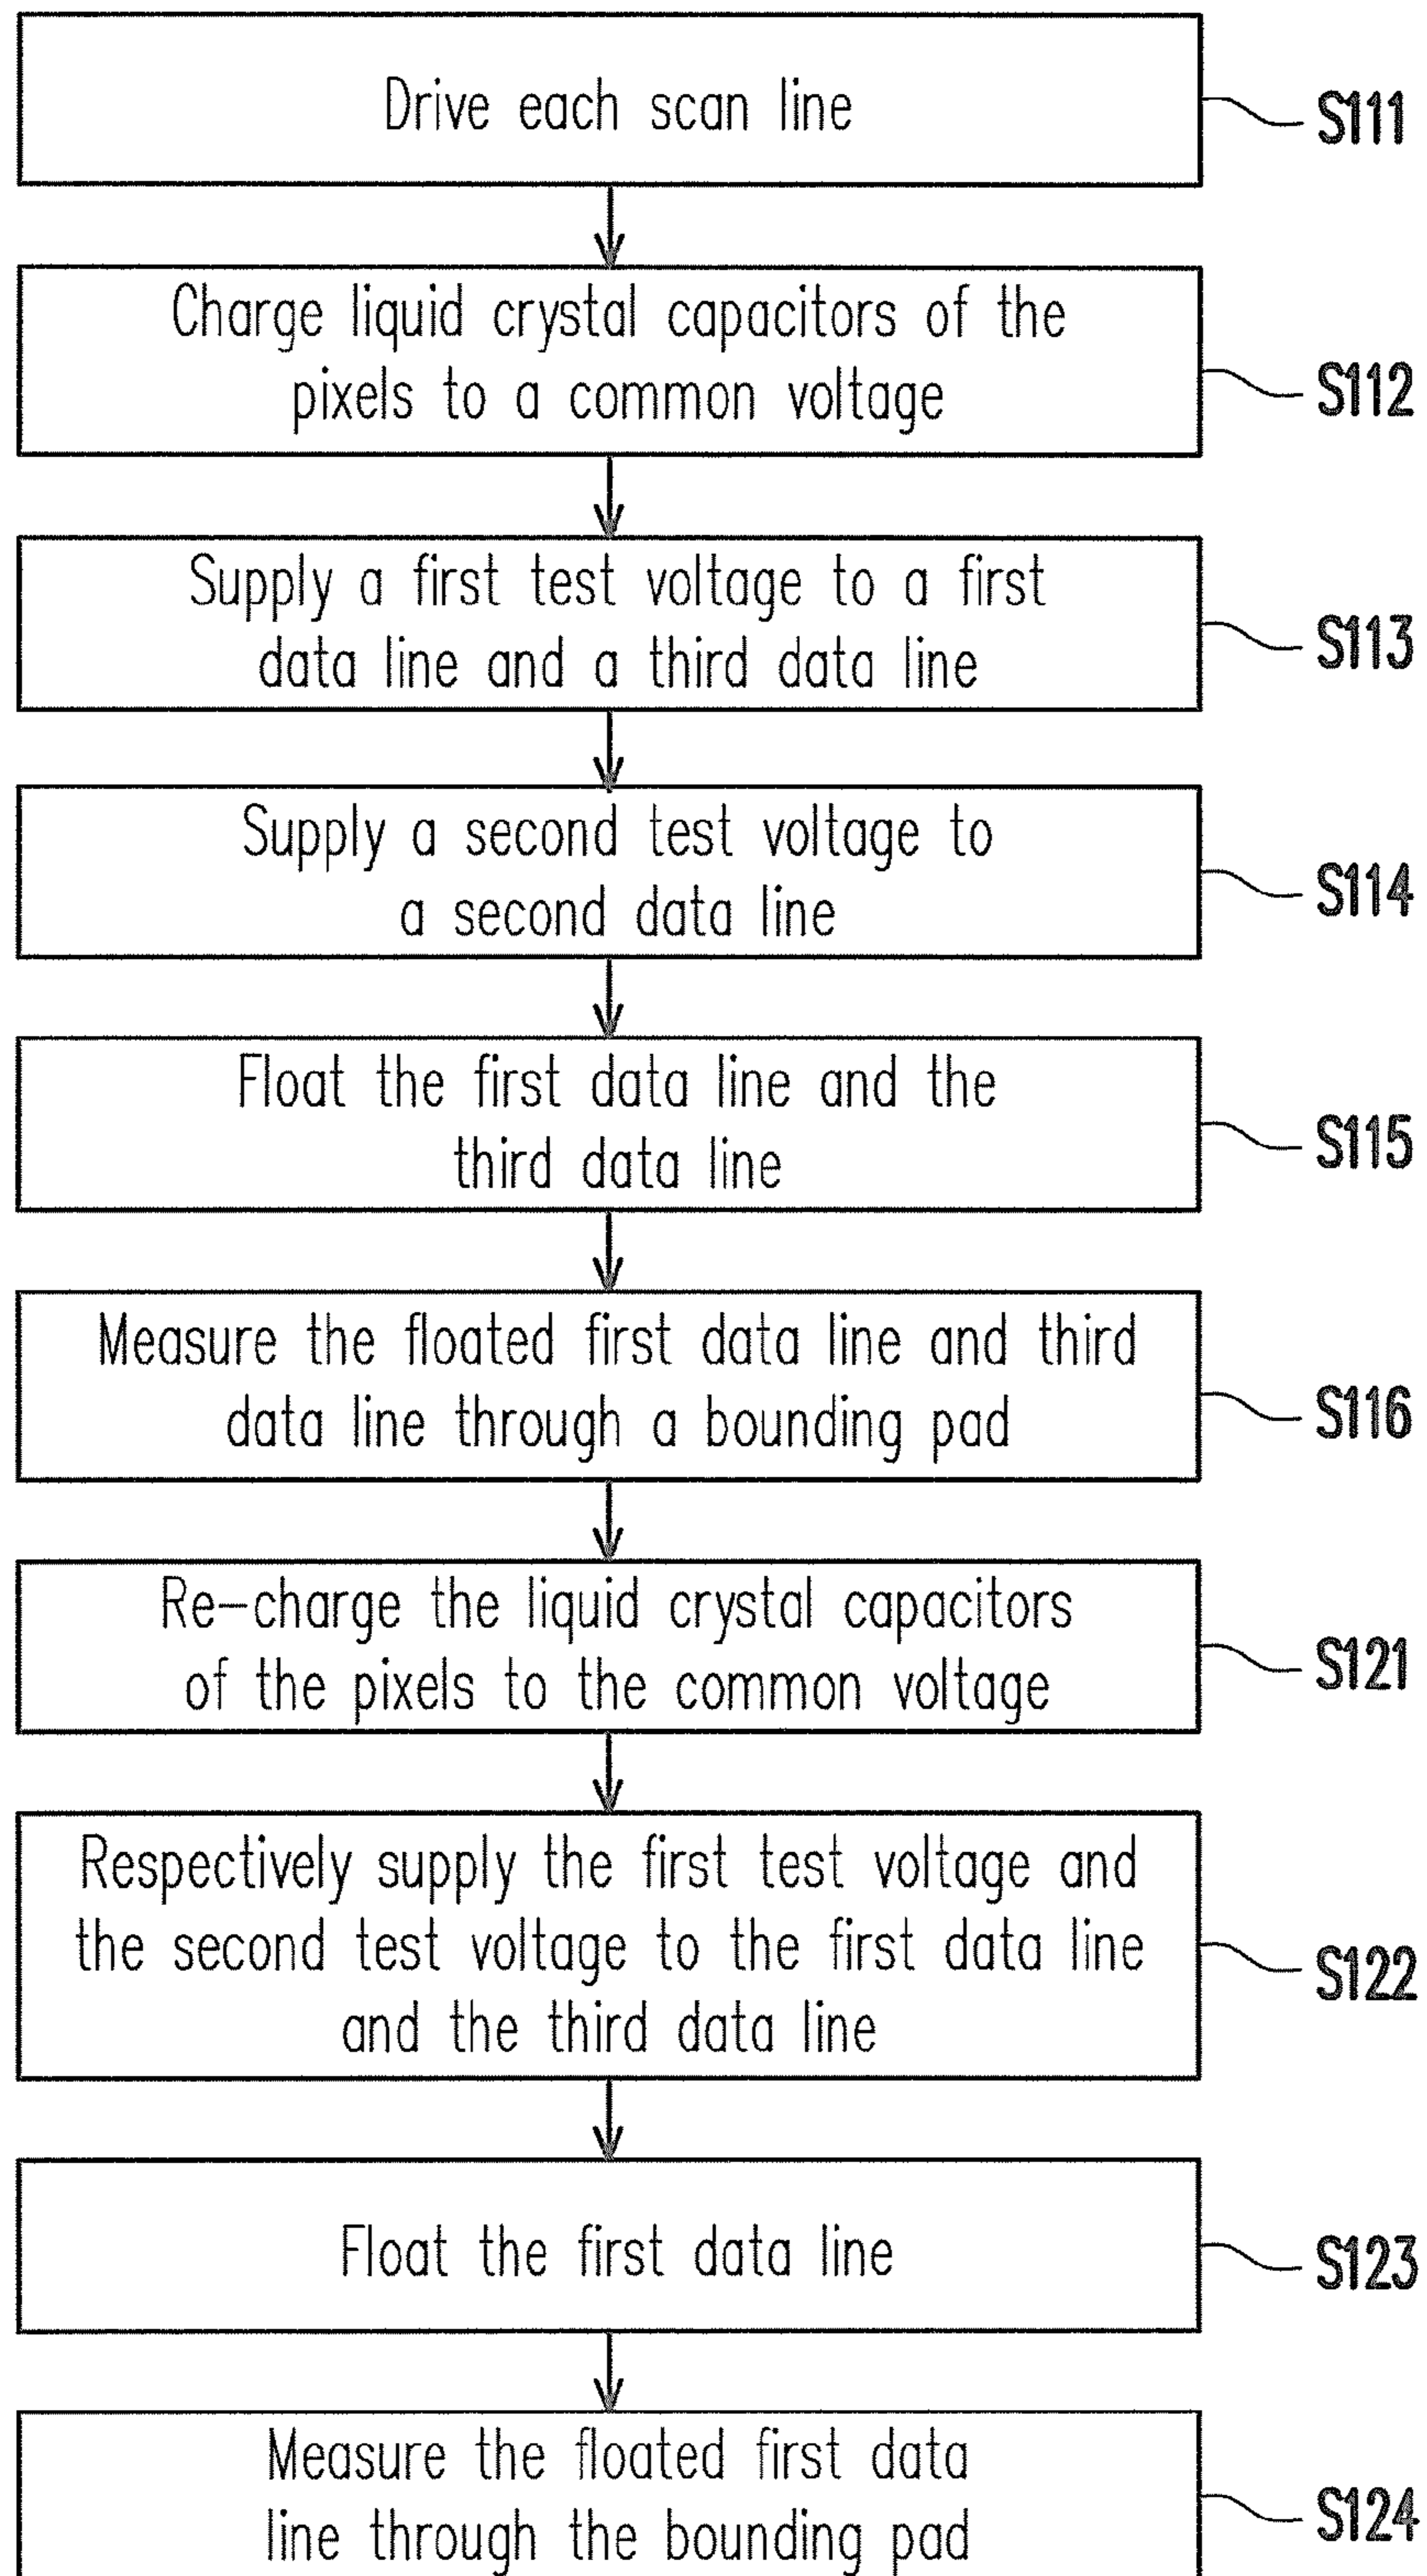 Drive each scan line
S111
Charge liquid crystal capacitors of the
pixels to a common voltage
S112
Supply a first test voltage to a first
data line and a third data line
S113
Supply a second test voltage to
a second data line
S114
Float the first data line and the
third data line
S115
Measure the floated first data line and third
data line through a bounding pad
S116
Re-charge the liquid crystal capacitors
of the pixels to the common voltage
S121
Respectively supply the first test voltage and
the second test voltage to the first data line
and the third data line
S122
Float the first data line
S123
Measure the floated first data
line through the bounding pad
S124